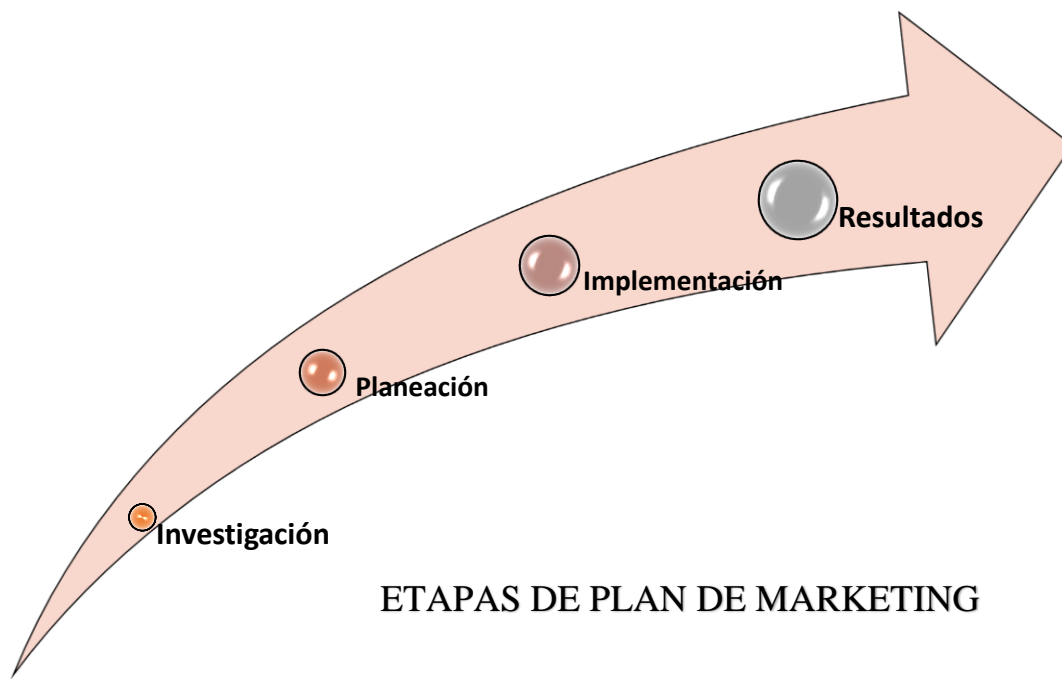 Resultados
Implementación
Planeación
Investigación
ETAPAS DE PLAN DE MARKETING